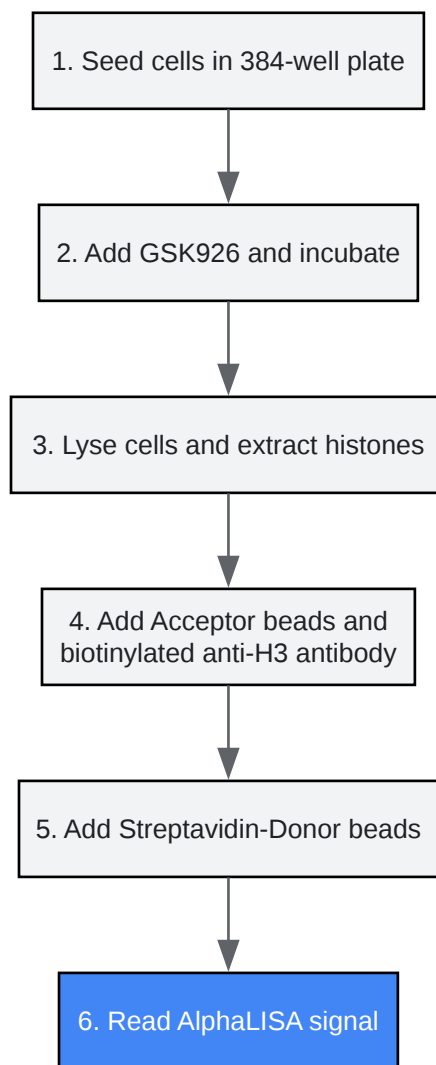 1. Seed cells in 384-well plate
2. Add GSK926 and incubate
3. Lyse cells and extract histones
4. Add Acceptor beads and
biotinylated anti-H3 antibody
5. Add Streptavidin-Donor beads
6. Read AlphaLISA signal